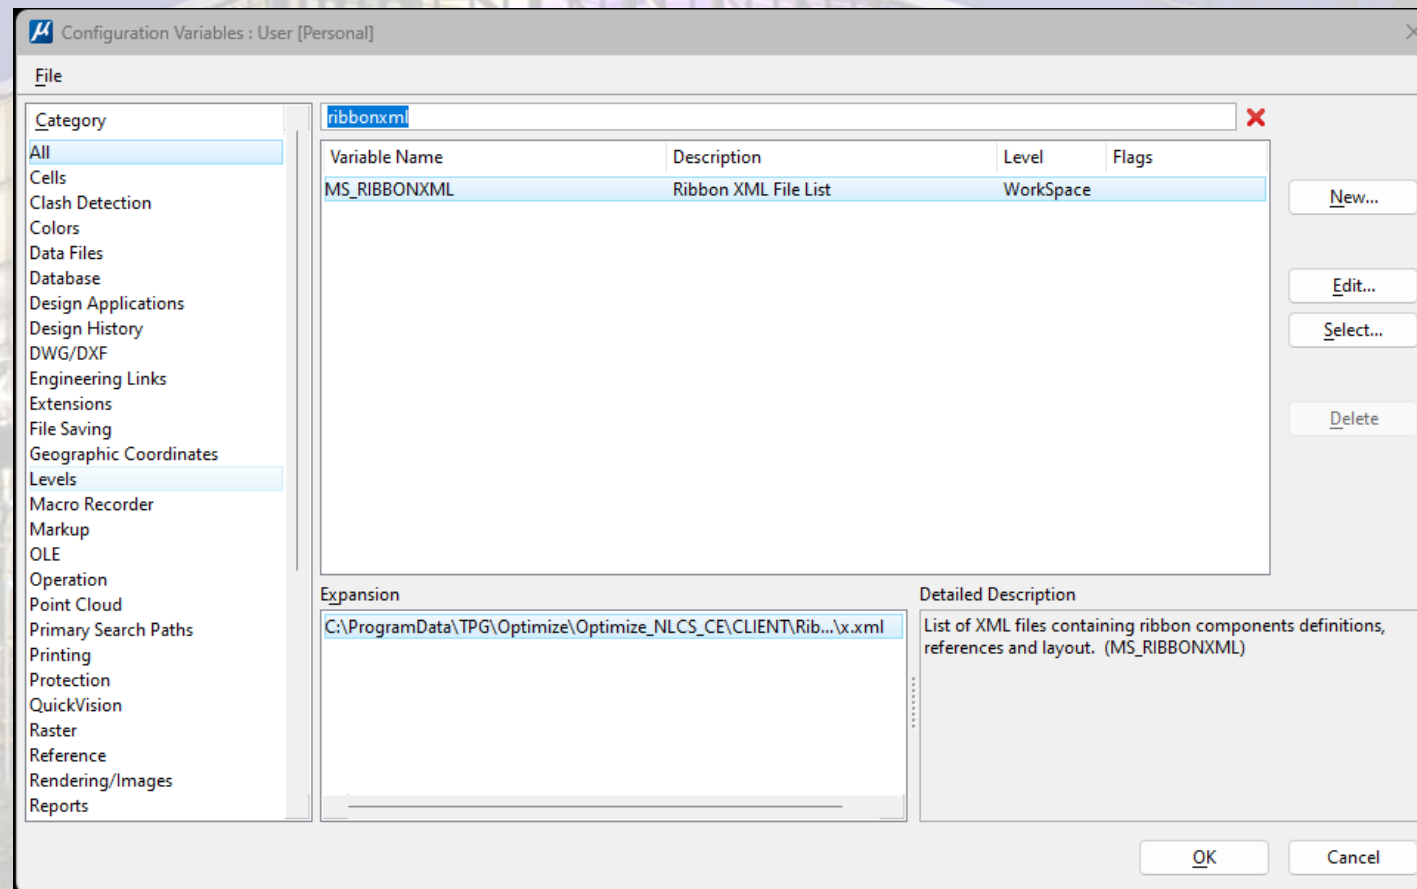 Configuration Variables : User [Personal]
File
Category
All
Cells
Clash Detection
Colors
Data Files
Database
Design Applications
Design History
DWG/DXF
Engineering Links
Extensions
File Saving
Geographic Coordinates
Levels
Macro Recorder
Markup
OLE
Operation
Point Cloud
Primary Search Paths
Printing
Protection
QuickVision
Raster
Reference
Rendering/Images
Reports
ribbonxml
Variable Name Description Level Flags
MS_RIBBONXML Ribbon XML File List WorkSpace
New...
Edit...
Select...
Delete
Expansion
C:\ProgramData\TPG\Optimize\Optimize_NLCS_CE\CLIENT\Rib...\x.xml
Detailed Description
List of XML files containing ribbon components definitions,
references and layout. (MS_RIBBONXML)
OK Cancel